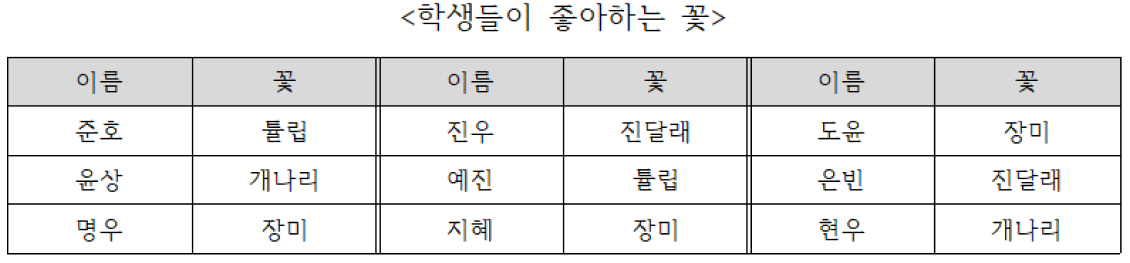 <학생들이 좋아하는 꽃>
이름 꽃 이름 꽃 이름 꽃
준호 튤립 진우 진달래 도윤 장미
윤상 개나리 예진 튤립 은빈 진달래
명우 장미 지혜 장미 현우 개나리